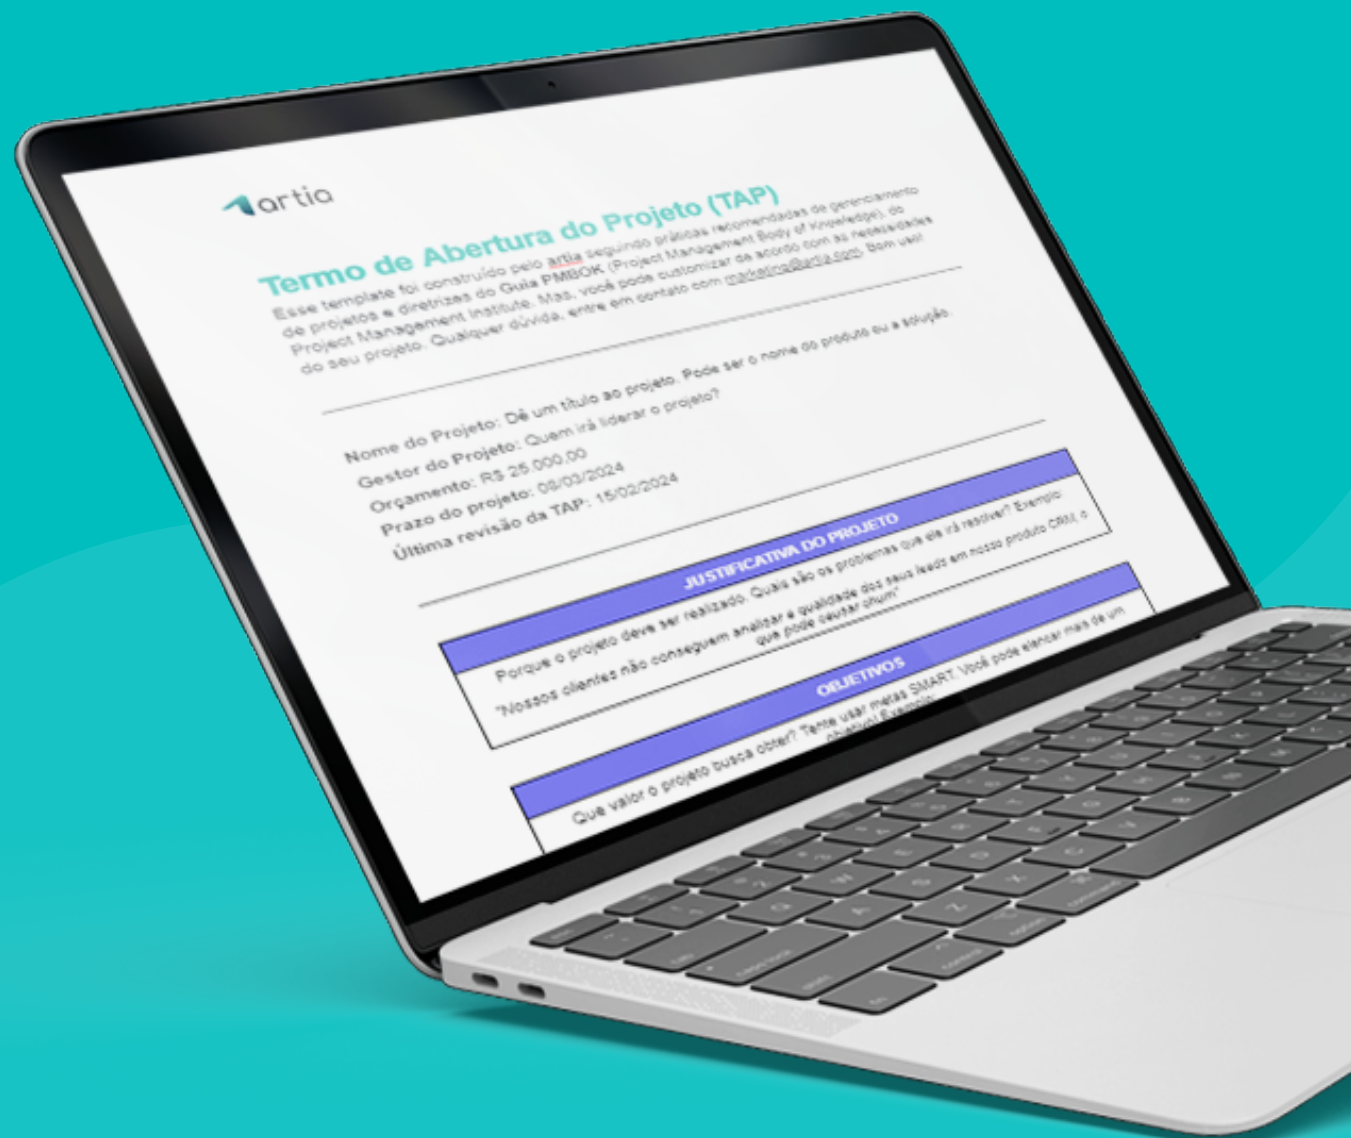 artia
Termo de Abertura do Projeto (TAP)
Esse template foi construído pelo artia seguindo práticas recomendadas de gerenciamento
de projetos e diretrizes do Guia PMBOK (Project Management Body of Knowledge), do
Project Management Institute. Mas, você pode customizar de acordo com as necessidades
do seu projeto. Qualquer dúvida, entre em contato com marketing@artia.com. Bom uso!
Nome do Projeto: Dê um título ao projeto. Pode ser o nome do produto ou a solução.
Gestor do Projeto: Quem irá liderar o projeto?
Orçamento: R$ 25.000,00
Prazo do projeto: 08/03/2024
Última revisão da TAP: 15/02/2024
JUSTIFICATIVA DO PROJETO
Porque o projeto deve ser realizado. Quais são os problemas que ele irá resolver? Exemplo:
"Nossos clientes não conseguem analisar a qualidade dos seus leads em nosso produto CRM, o
que pode causar churn"
OBJETIVOS
Que valor o projeto busca obter? Tente usar metas SMART. Você pode elencar mais de um
objetivo! Exemplo: